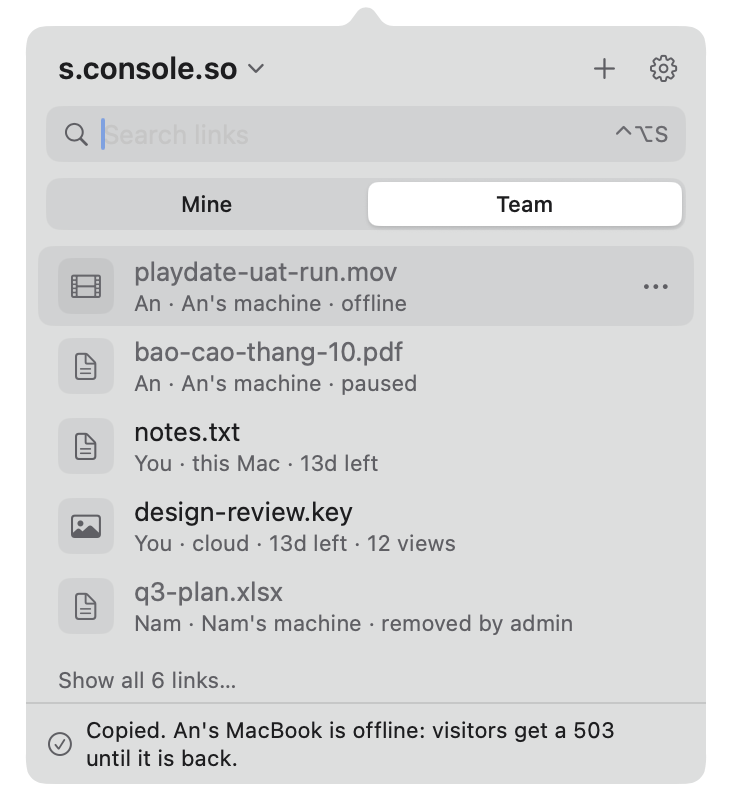 s.console.so
Search links ^⌥S
Mine Team
playdate-uat-run.mov
An · An's machine · offline
bao-cao-thang-10.pdf
An · An's machine · paused
notes.txt
You · this Mac · 13d left
design-review.key
You · cloud · 13d left · 12 views
q3-plan.xlsx
Nam · Nam's machine · removed by admin
Show all 6 links...
Copied. An's MacBook is offline: visitors get a 503
until it is back.